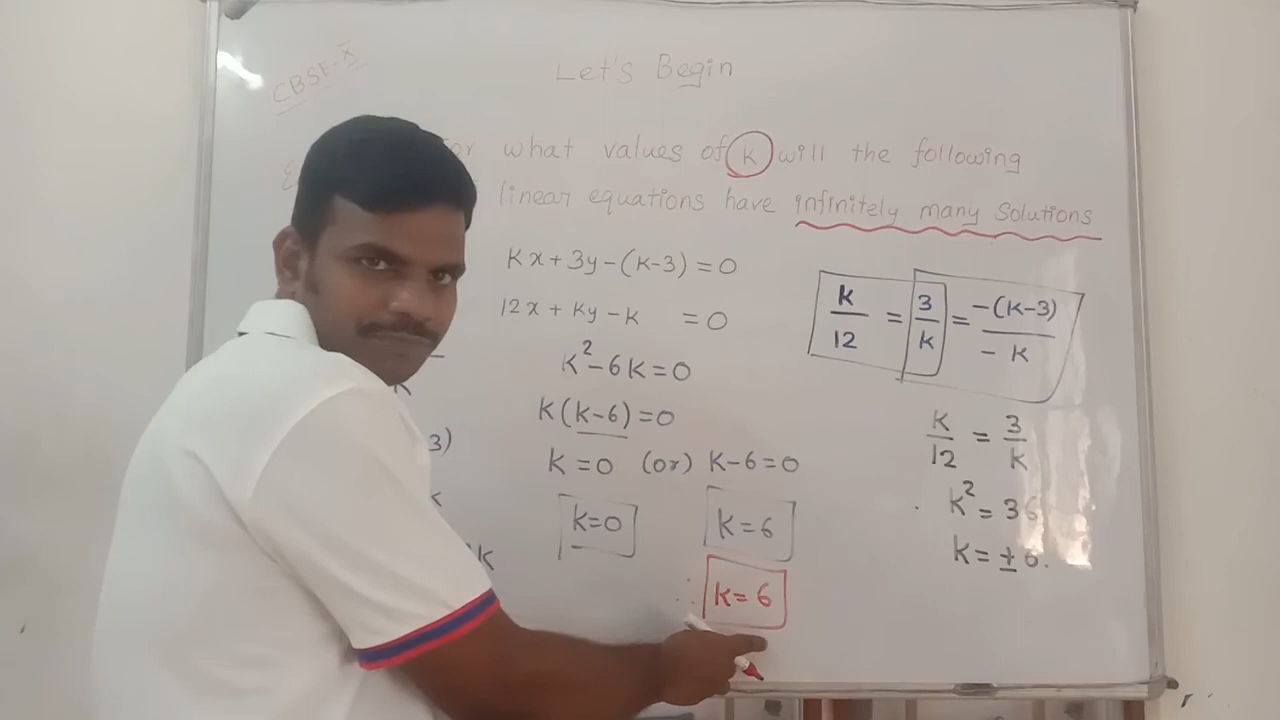 CBSE-X
Let's Begin
or what values of K will the following
linear equations have infinitely many Solutions
Kx+3y-(K-3)=0
12x+Ky-K =0
K²-6K=0
K(K-6)=0
K=0 (or) K-6=0
K=0
K=6
∴ K=6
3)
K
K/12 = 3/K = -(K-3)/-K
K/12 = 3/K
K²=36
K=±6.